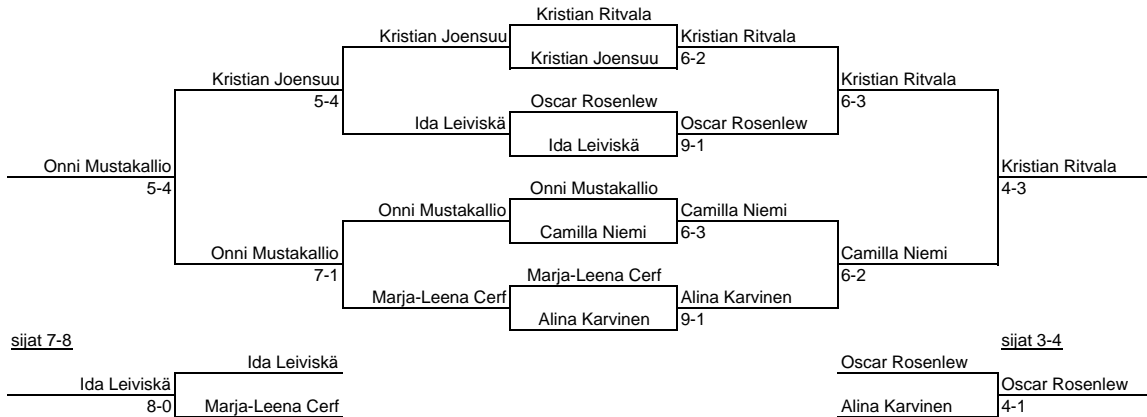 Kristian Ritvala
Kristian Joensuu Kristian Ritvala
Kristian Joensuu 6-2
Kristian Joensuu Kristian Ritvala
5-4 Oscar Rosenlew 6-3
Ida Leiviskä Oscar Rosenlew
Ida Leiviskä 9-1
Onni Mustakallio Kristian Ritvala
5-4 Onni Mustakallio 4-3
Onni Mustakallio Camilla Niemi
Camilla Niemi 6-3
Onni Mustakallio Camilla Niemi
7-1 Marja-Leena Cerf 6-2
Marja-Leena Cerf Alina Karvinen
Alina Karvinen 9-1
sijat 7-8 sijat 3-4
Ida Leiviskä Oscar Rosenlew
Ida Leiviskä Oscar Rosenlew
8-0 Marja-Leena Cerf Alina Karvinen 4-1